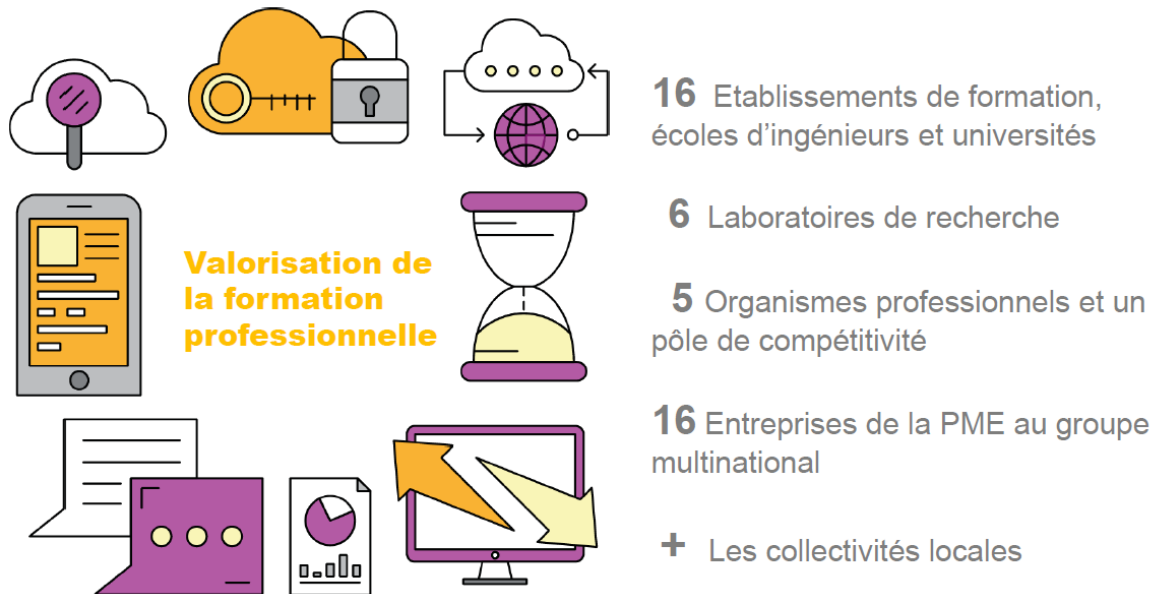 Valorisation de
la formation
professionnelle
16 Etablissements de formation,
écoles d'ingénieurs et universités
6 Laboratoires de recherche
5 Organismes professionnels et un
pôle de compétitivité
16 Entreprises de la PME au groupe
multinational
+ Les collectivités locales